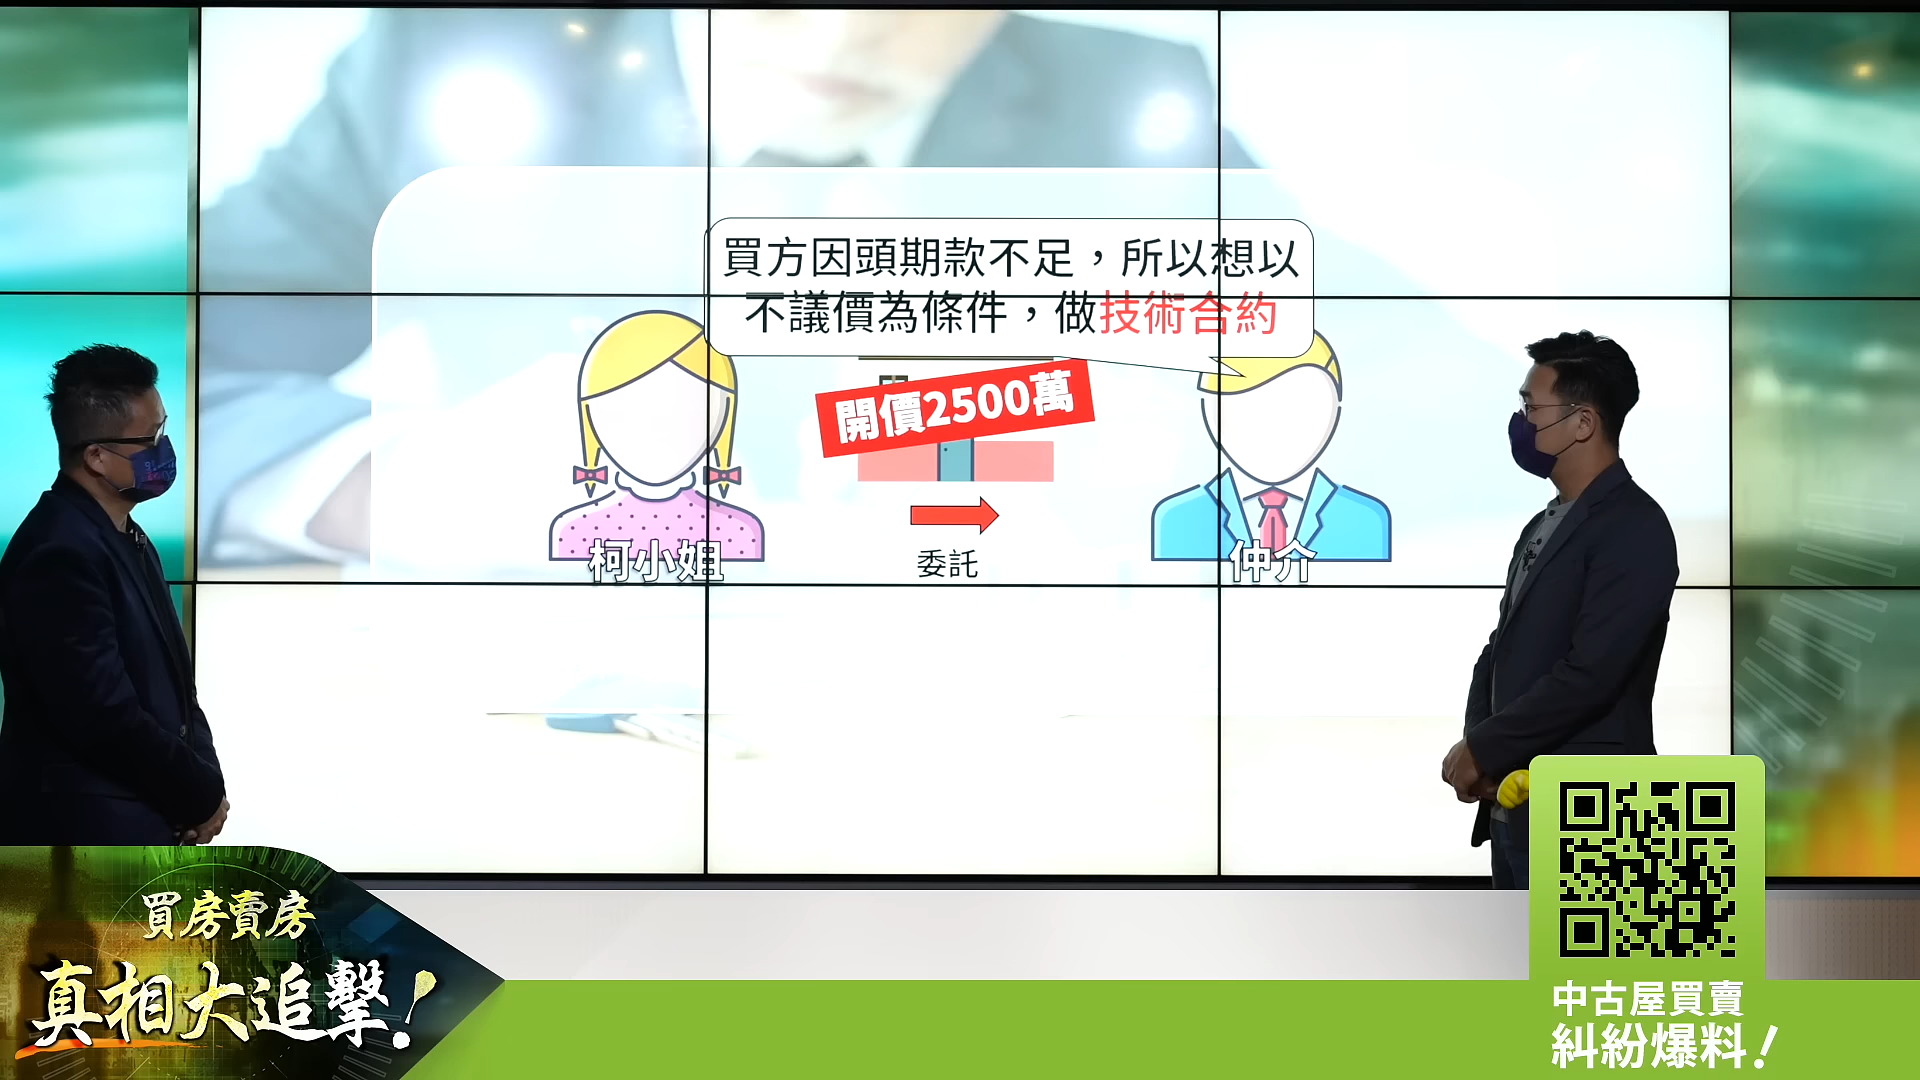 買方因頭期款不足，所以想以
不議價為條件，做技術合約
開價2500萬
柯小姐
委託
仲介
買房賣房
真相大追擊！
中古屋買賣
糾紛爆料！